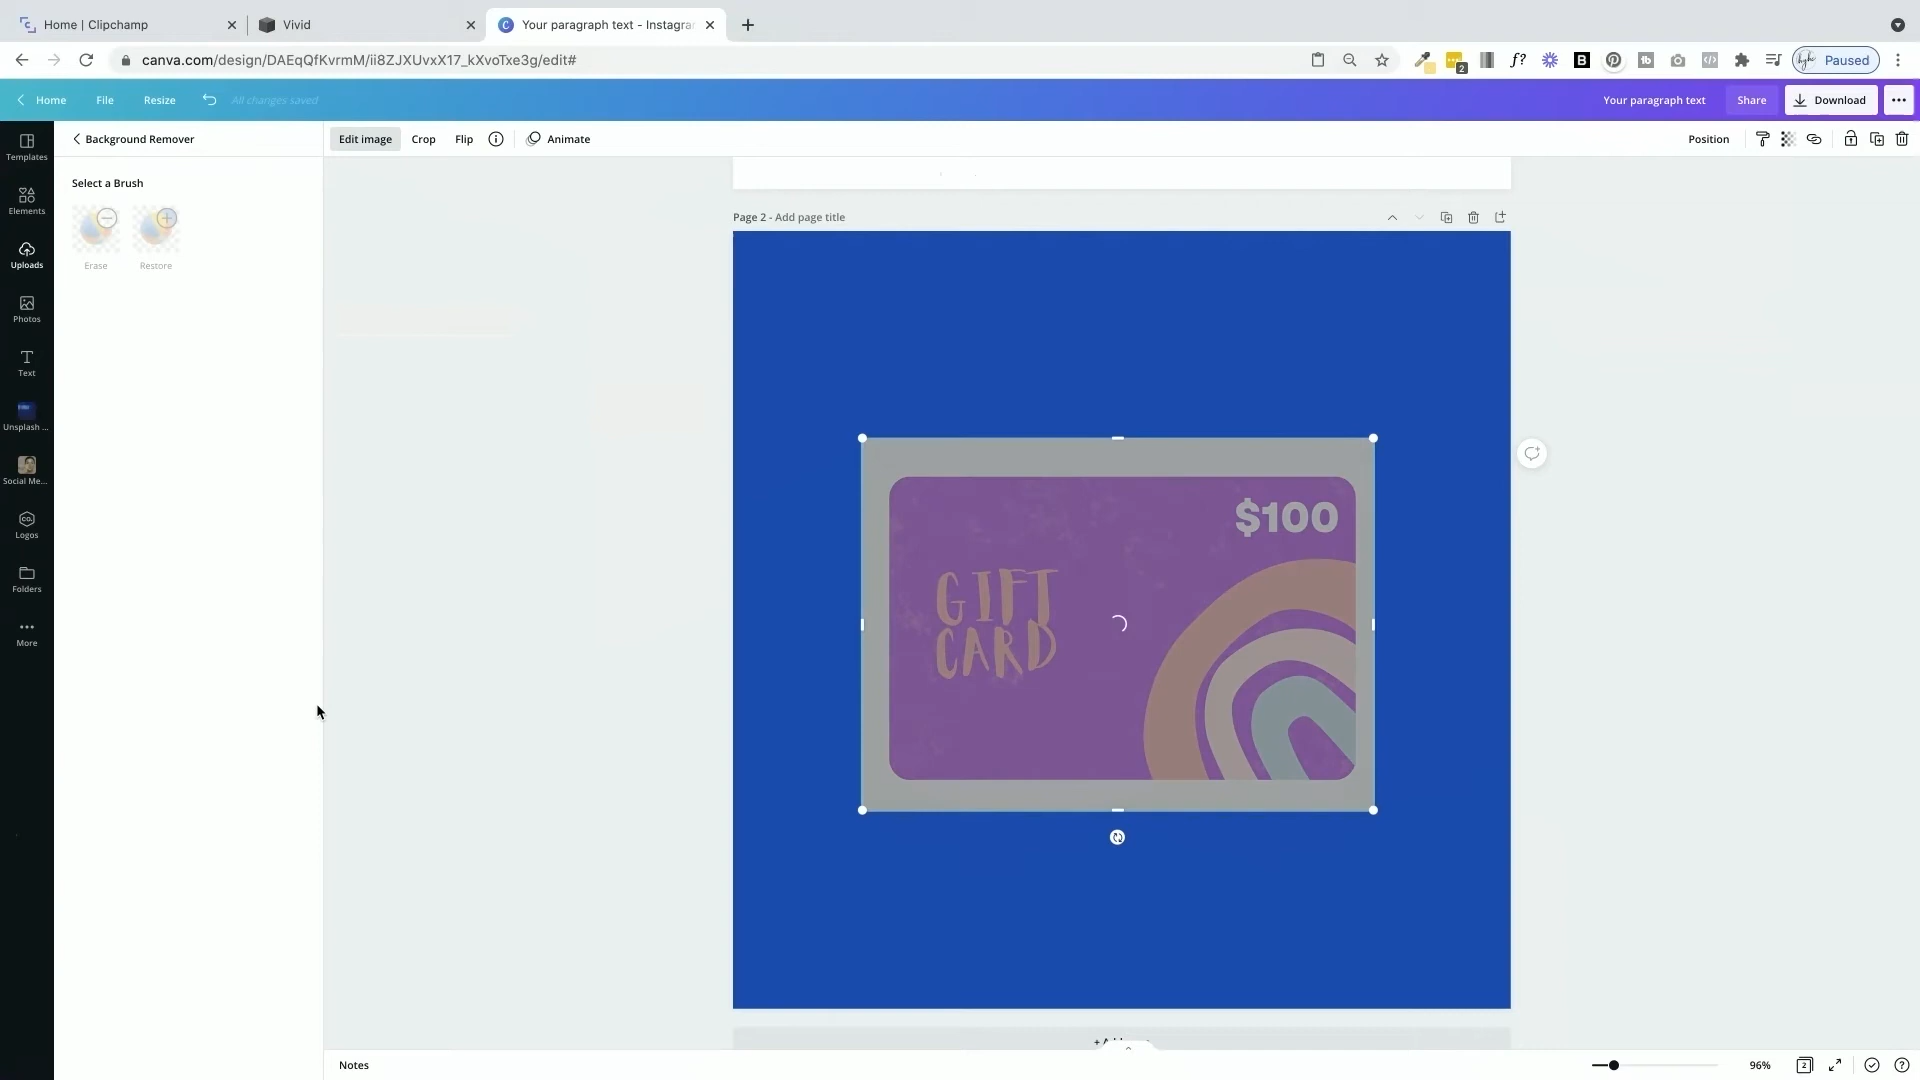 Home | Clipchamp
Vivid
Your paragraph text - Instagra
canva.com/design/DAEqQfKvrmM/ii8ZJXUvxX17_kXvoTxe3g/edit#
2
f?
B
Paused
Home
File
Resize
All changes saved
Your paragraph text
Share
Download
Templates
Elements
Uploads
Photos
Text
Unsplash ...
Social Me...
CO.
Logos
Folders
More
Background Remover
Select a Brush
Erase
Restore
Edit image
Crop
Flip
Animate
Position
Page 2 - Add page title
$100
GIFT
CARD
Notes
96%
2